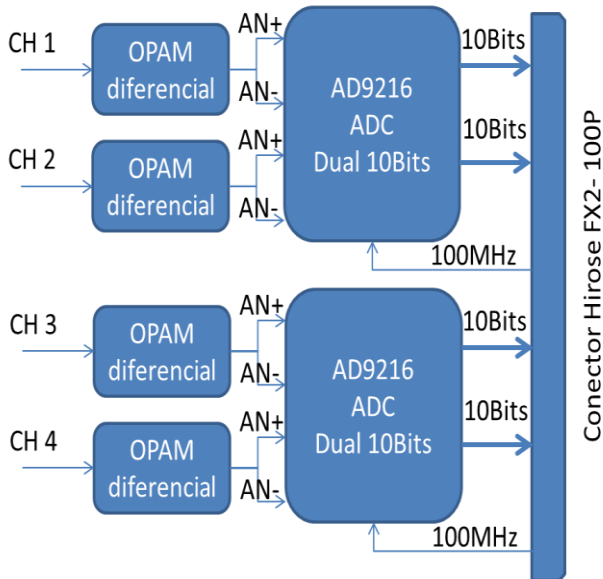 CH 1
OPAM
diferencial
AN+
AN-
CH 2
OPAM
diferencial
AN+
AN-
AD9216
ADC
Dual 10Bits
10Bits
10Bits
100MHz
CH 3
OPAM
diferencial
AN+
AN-
CH 4
OPAM
diferencial
AN+
AN-
AD9216
ADC
Dual 10Bits
10Bits
10Bits
100MHz
Conector Hirose FX2- 100P